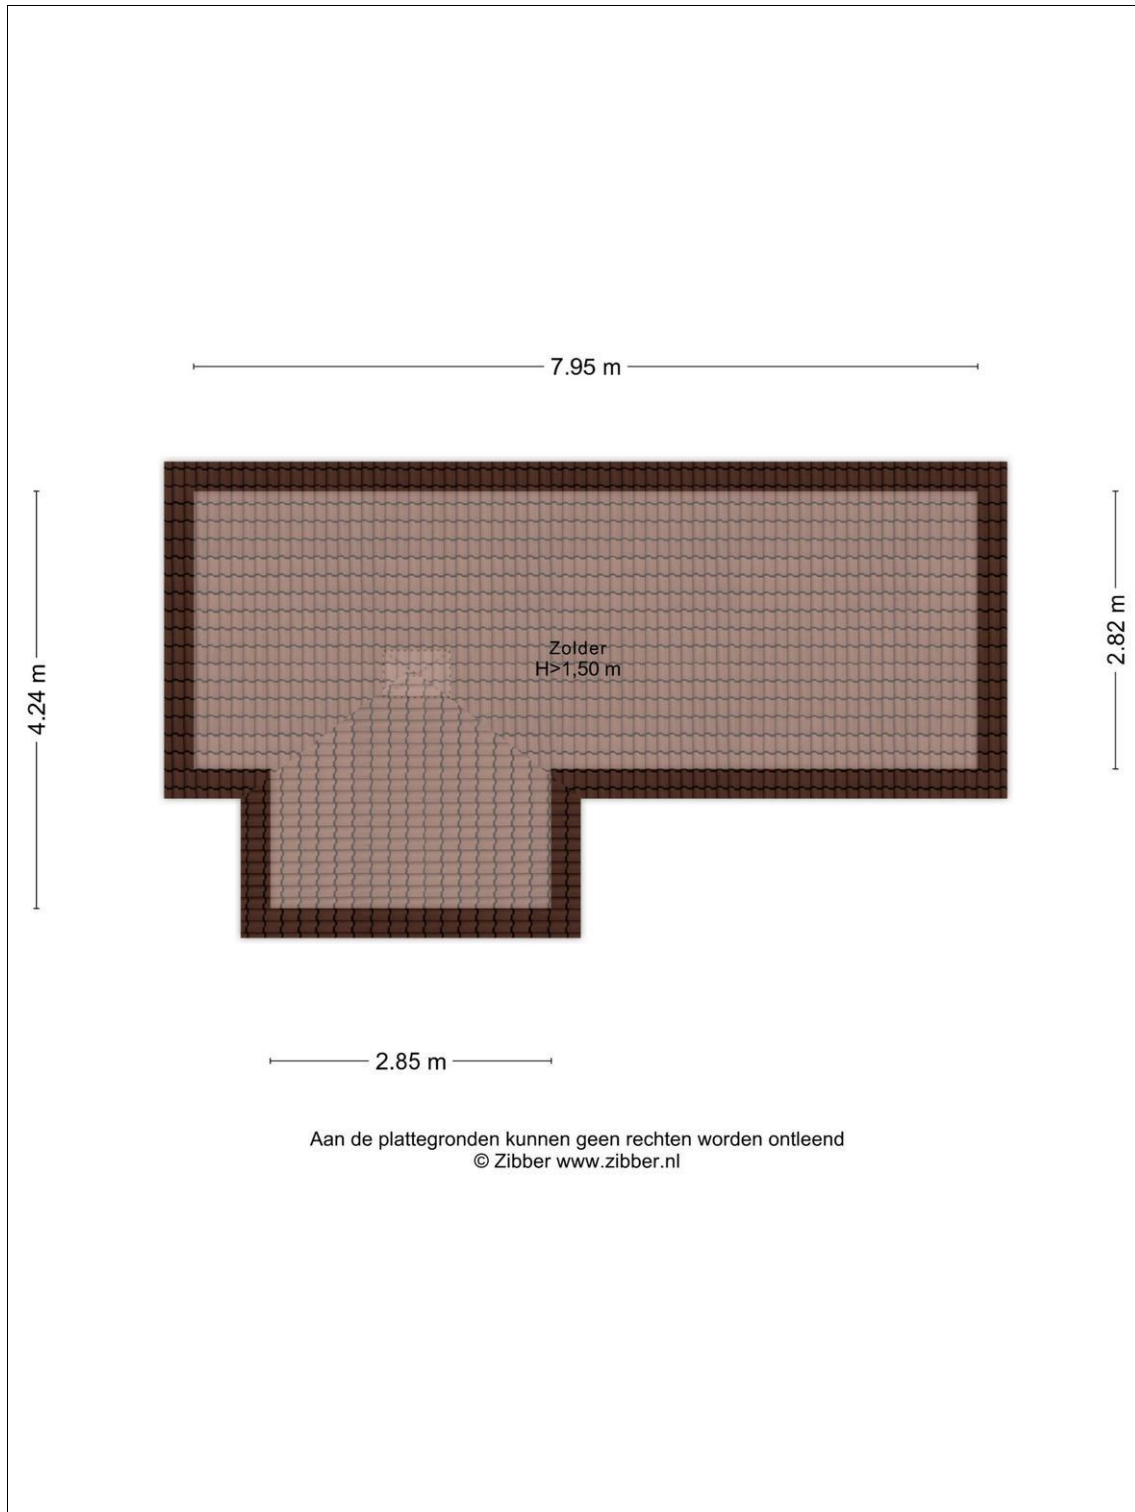 7.95 m
Zolder
H>1,50 m
2.82 m
4.24 m
2.85 m
Aan de plattegronden kunnen geen rechten worden ontleend
© Zibber www.zibber.nl